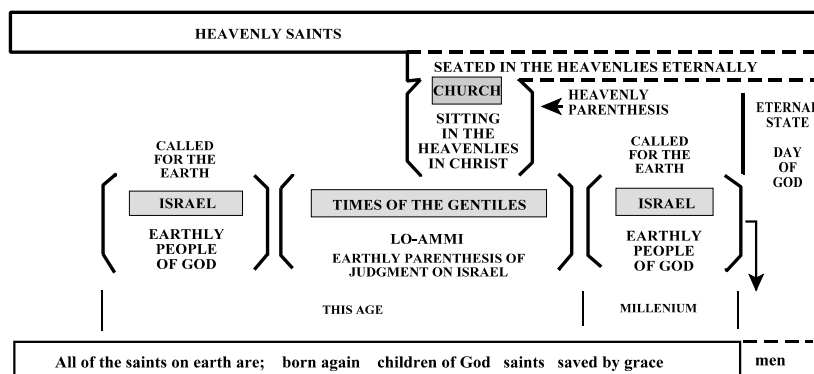 HEAVENLY SAINTS
SEATED IN THE HEAVENLIES ETERNALLY
CHURCH
SITTING
IN THE
HEAVENLIES
IN CHRIST
HEAVENLY
PARENTHESIS
ETERNAL
STATE
DAY
OF
GOD
CALLED
FOR THE
EARTH
ISRAEL
EARTHLY
PEOPLE
OF GOD
TIMES OF THE GENTILES
LO-AMMI
EARTHLY PARENTHESIS OF
JUDGMENT ON ISRAEL
CALLED
FOR THE
EARTH
ISRAEL
EARTHLY
PEOPLE
OF GOD
THIS AGE
MILLENIUM
All of the saints on earth are; born again children of God saints saved by grace
men